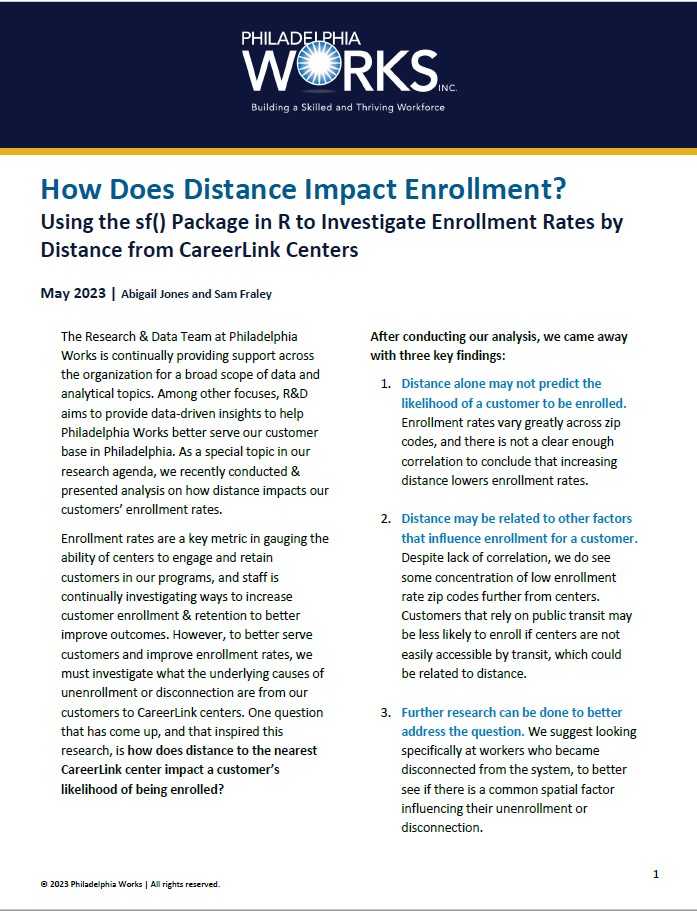 PHILADELPHIA
WORKS INC.
Building a Skilled and Thriving Workforce
How Does Distance Impact Enrollment?
Using the sf() Package in R to Investigate Enrollment Rates by
Distance from CareerLink Centers
May 2023 | Abigail Jones and Sam Fraley
The Research & Data Team at Philadelphia
Works is continually providing support across
the organization for a broad scope of data and
analytical topics. Among other focuses, R&D
aims to provide data-driven insights to help
Philadelphia Works better serve our customer
base in Philadelphia. As a special topic in our
research agenda, we recently conducted &
presented analysis on how distance impacts our
customers’ enrollment rates.
Enrollment rates are a key metric in gauging the
ability of centers to engage and retain
customers in our programs, and staff is
continually investigating ways to increase
customer enrollment & retention to better
improve outcomes. However, to better serve
customers and improve enrollment rates, we
must investigate what the underlying causes of
unenrollment or disconnection are from our
customers to CareerLink centers. One question
that has come up, and that inspired this
research, is how does distance to the nearest
CareerLink center impact a customer’s
likelihood of being enrolled?
After conducting our analysis, we came away
with three key findings:
1. Distance alone may not predict the
likelihood of a customer to be enrolled.
Enrollment rates vary greatly across zip
codes, and there is not a clear enough
correlation to conclude that increasing
distance lowers enrollment rates.
2. Distance may be related to other factors
that influence enrollment for a customer.
Despite lack of correlation, we do see
some concentration of low enrollment
rate zip codes further from centers.
Customers that rely on public transit may
be less likely to enroll if centers are not
easily accessible by transit, which could
be related to distance.
3. Further research can be done to better
address the question. We suggest looking
specifically at workers who became
disconnected from the system, to better
see if there is a common spatial factor
influencing their unenrollment or
disconnection.
1
© 2023 Philadelphia Works | All rights reserved.